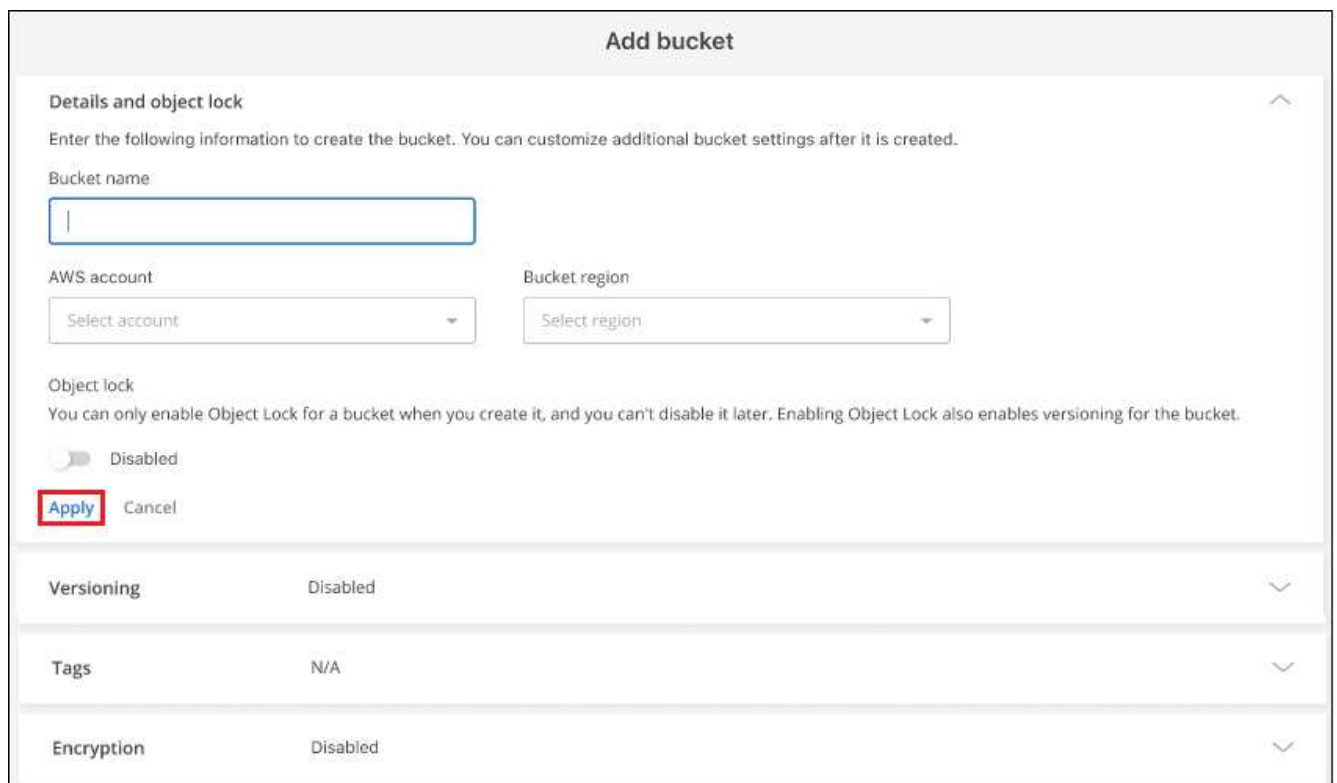 Add bucket
Details and object lock
Enter the following information to create the bucket. You can customize additional bucket settings after it is created.
Bucket name
AWS account
Bucket region
Select account
Select region
Object lock
You can only enable Object Lock for a bucket when you create it, and you can't disable it later. Enabling Object Lock also enables versioning for the bucket.
Disabled
Apply Cancel
Versioning Disabled
Tags N/A
Encryption Disabled